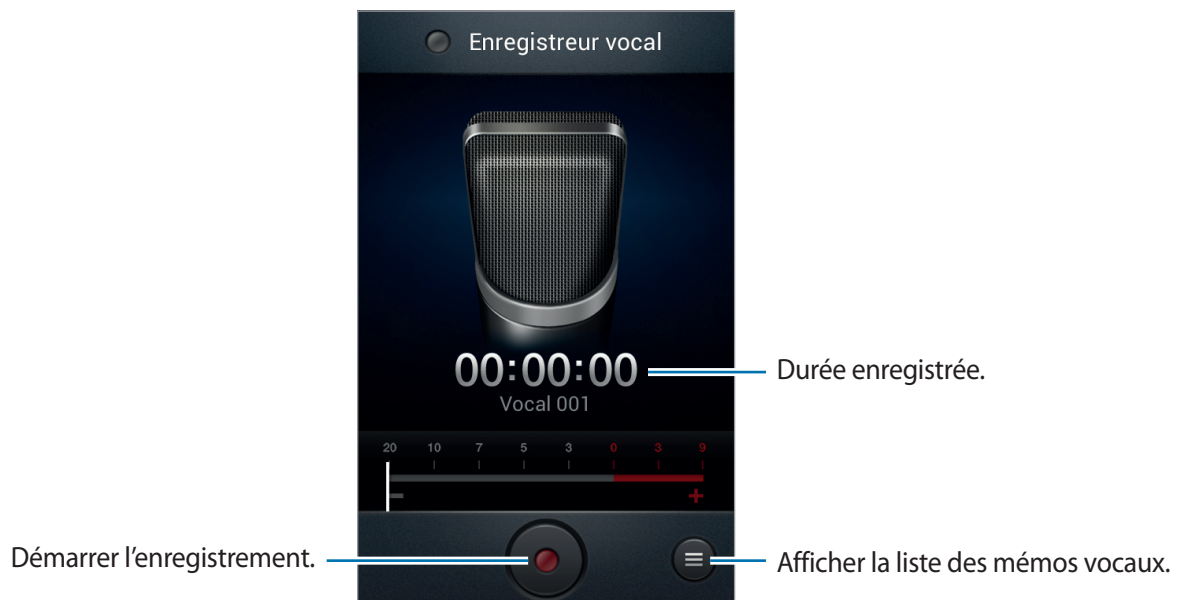 Enregistreur vocal
00:00:00
Durée enregistrée.
Vocal 001
20 10 7 5 3 0 3 9
− +
Démarrer l’enregistrement.
Afficher la liste des mémos vocaux.